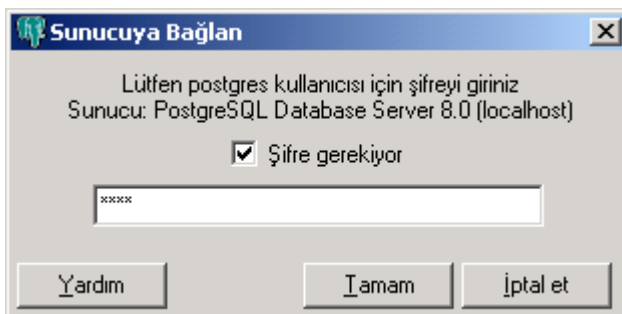 Sunucuya Bağlan
Lütfen postgres kullanıcısı için şifreyi giriniz
Sunucu: PostgreSQL Database Server 8.0 (localhost)
Şifre gerekiyor
xxxx
Yardım Tamam İptal et